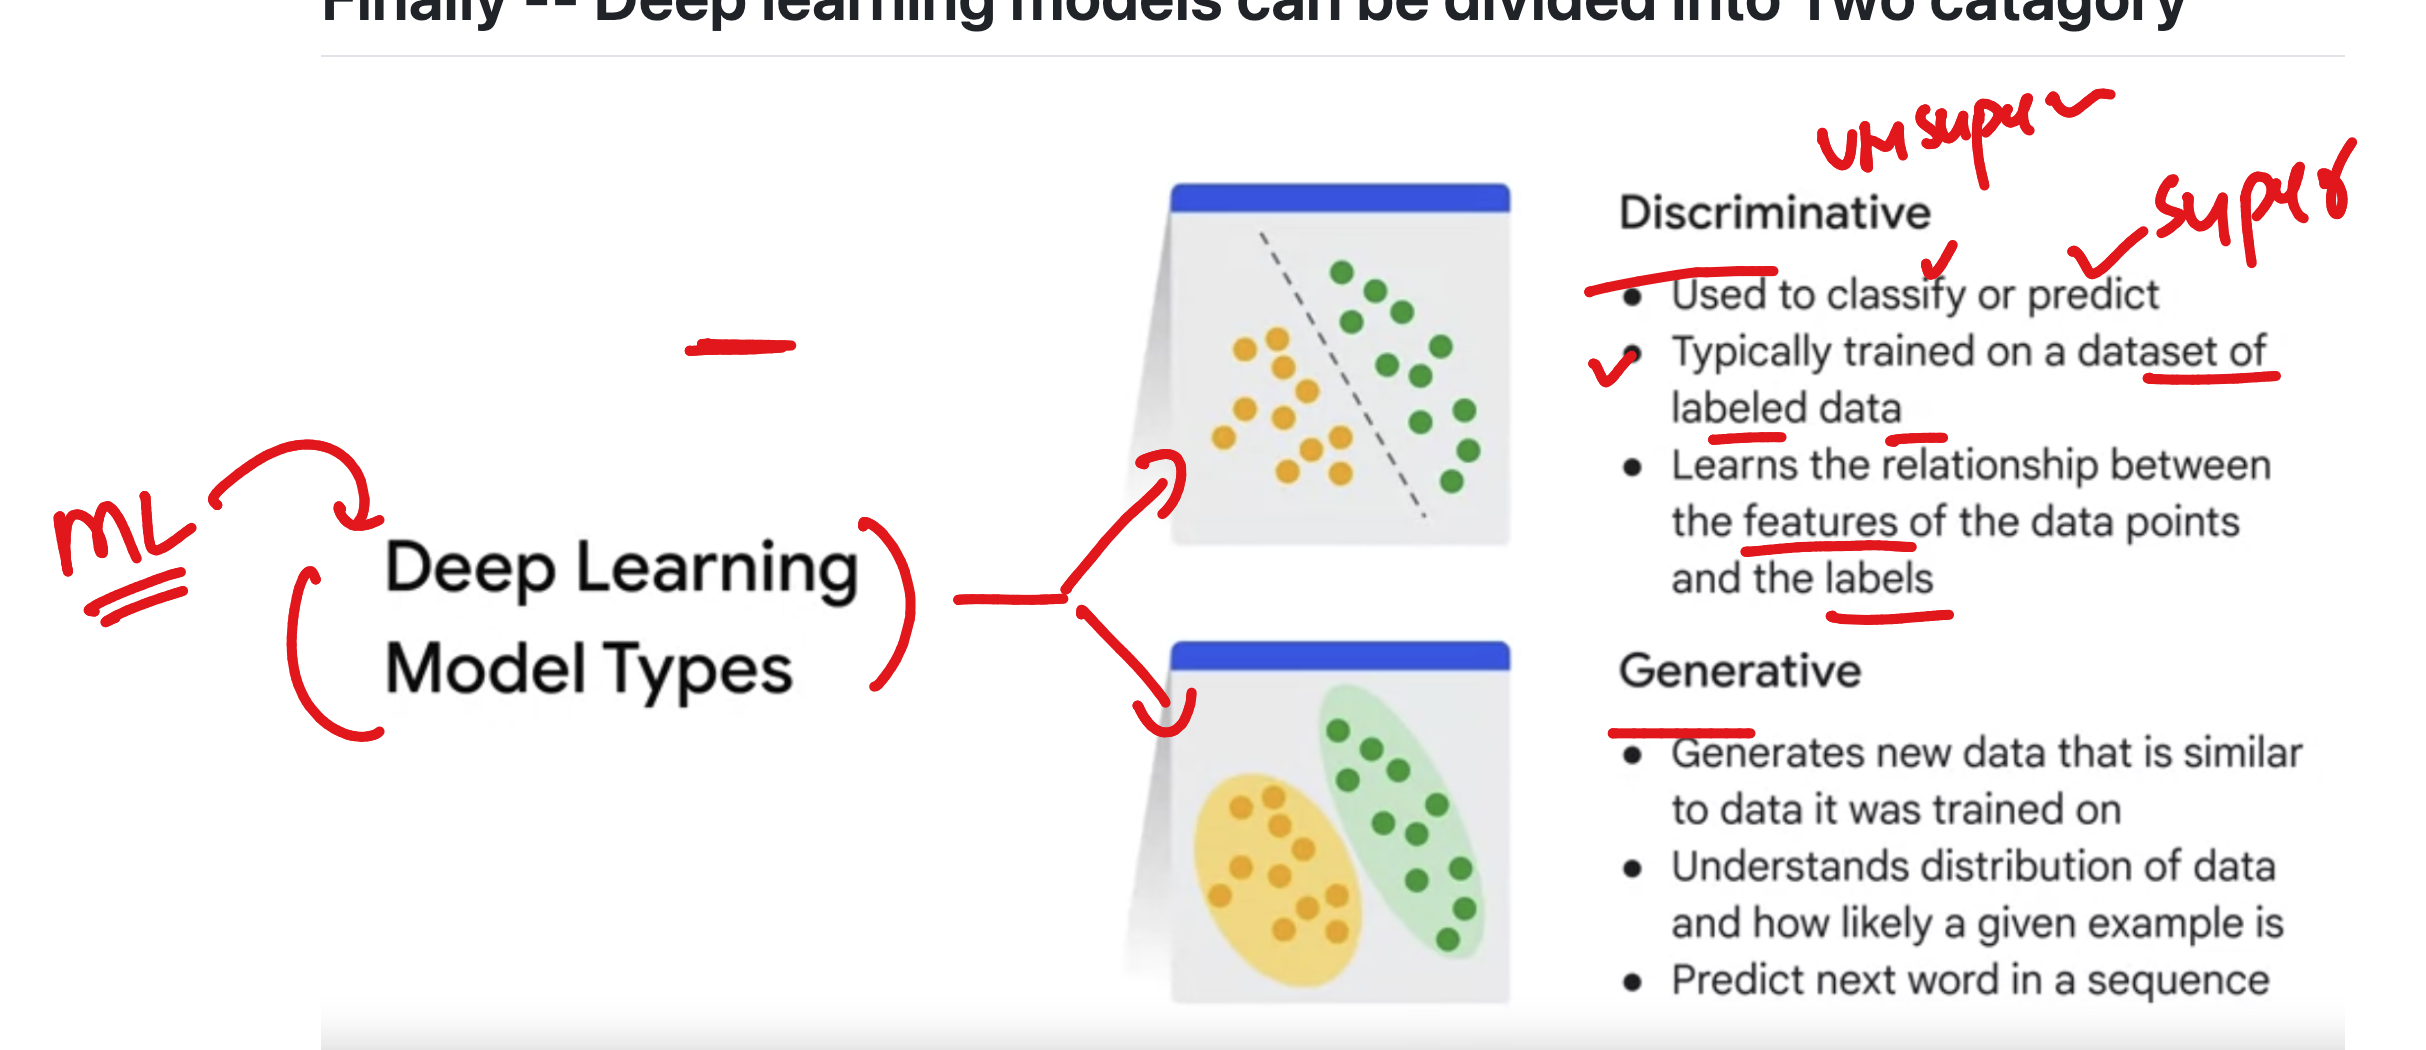 Finally -- Deep learning models can be divided into Two catagory
unsuper
super
ML
Deep Learning
Model Types
Discriminative
• Used to classify or predict
• Typically trained on a dataset of
labeled data
• Learns the relationship between
the features of the data points
and the labels
Generative
• Generates new data that is similar
to data it was trained on
• Understands distribution of data
and how likely a given example is
• Predict next word in a sequence